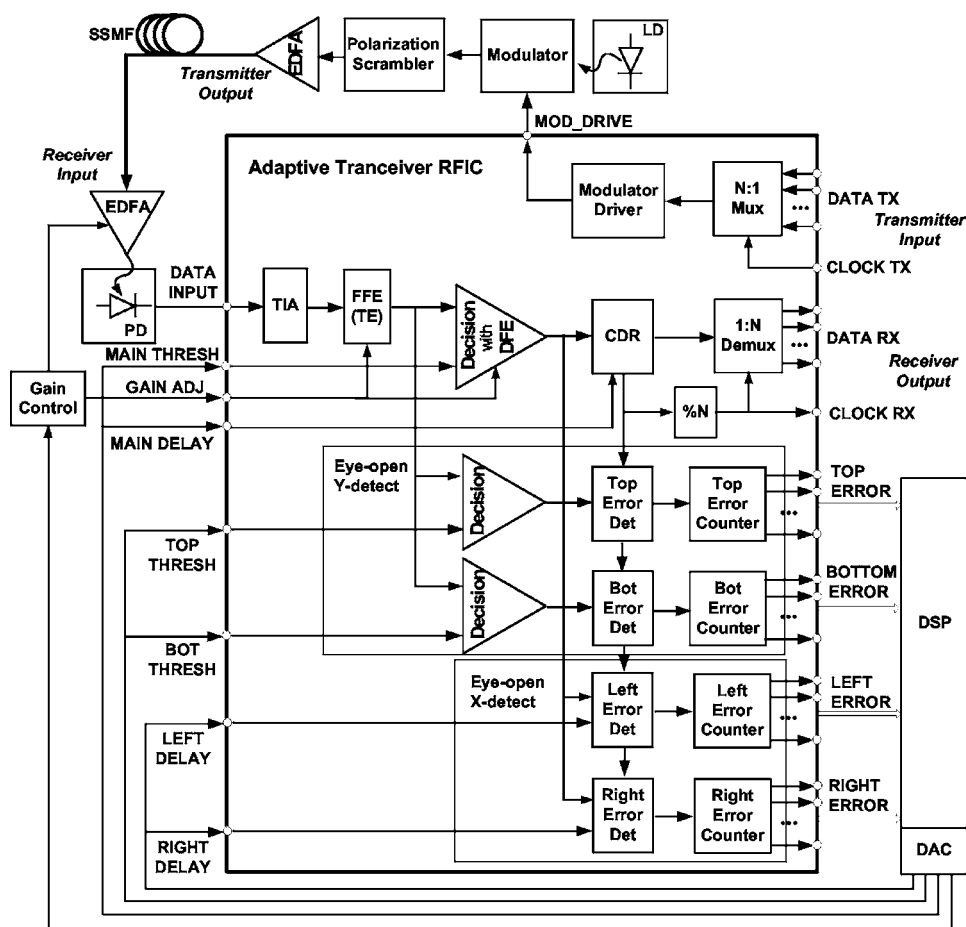 SSMF
EDFA
Polarization
Scrambler
Modulator
LD
Transmitter
Output
MOD_DRIVE
Receiver
Input
Adaptive Tranceiver RFIC
EDFA
Modulator
Driver
N:1
Mux
...
DATA TX
Transmitter
Input
CLOCK TX
PD
DATA
INPUT
TIA
FFE
(TE)
Decision
with
DFE
CDR
1:N
Demux
...
DATA RX
Receiver
Output
MAIN THRESH
Gain
Control
GAIN ADJ
%N
CLOCK RX
MAIN DELAY
Eye-open
Y-detect
Decision
Top
Error
Det
Top
Error
Counter
...
TOP
ERROR
TOP
THRESH
Decision
Bot
Error
Det
Bot
Error
Counter
...
BOTTOM
ERROR
DSP
BOT
THRESH
Eye-open
X-detect
Left
Error
Det
Left
Error
Counter
...
LEFT
ERROR
LEFT
DELAY
Right
Error
Det
Right
Error
Counter
...
RIGHT
ERROR
RIGHT
DELAY
DAC